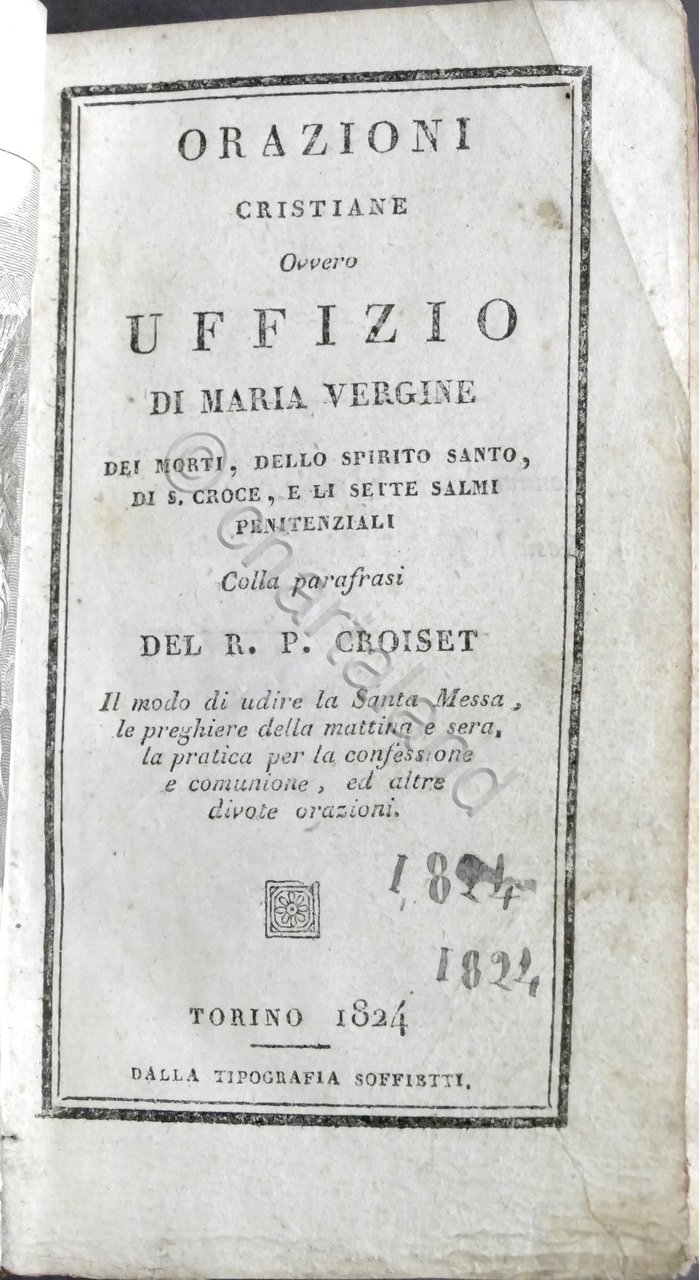 ORAZIONI
CRISTIANE
Ovvero
UFFIZIO
DI MARIA VERGINE
DEI MORTI, DELLO SPIRITO SANTO,
DI S. CROCE, E LI SETTE SALMI
PENITENZIALI
Colla parafrasi
DEL R. P. CROISET
Il modo di udire la Santa Messa,
le preghiere della mattina e sera,
la pratica per la confessione
e comunione, ed altre
divote orazioni.
1824
1824
TORINO 1824
DALLA TIPOGRAFIA SOFFIETTI.
© chartaland